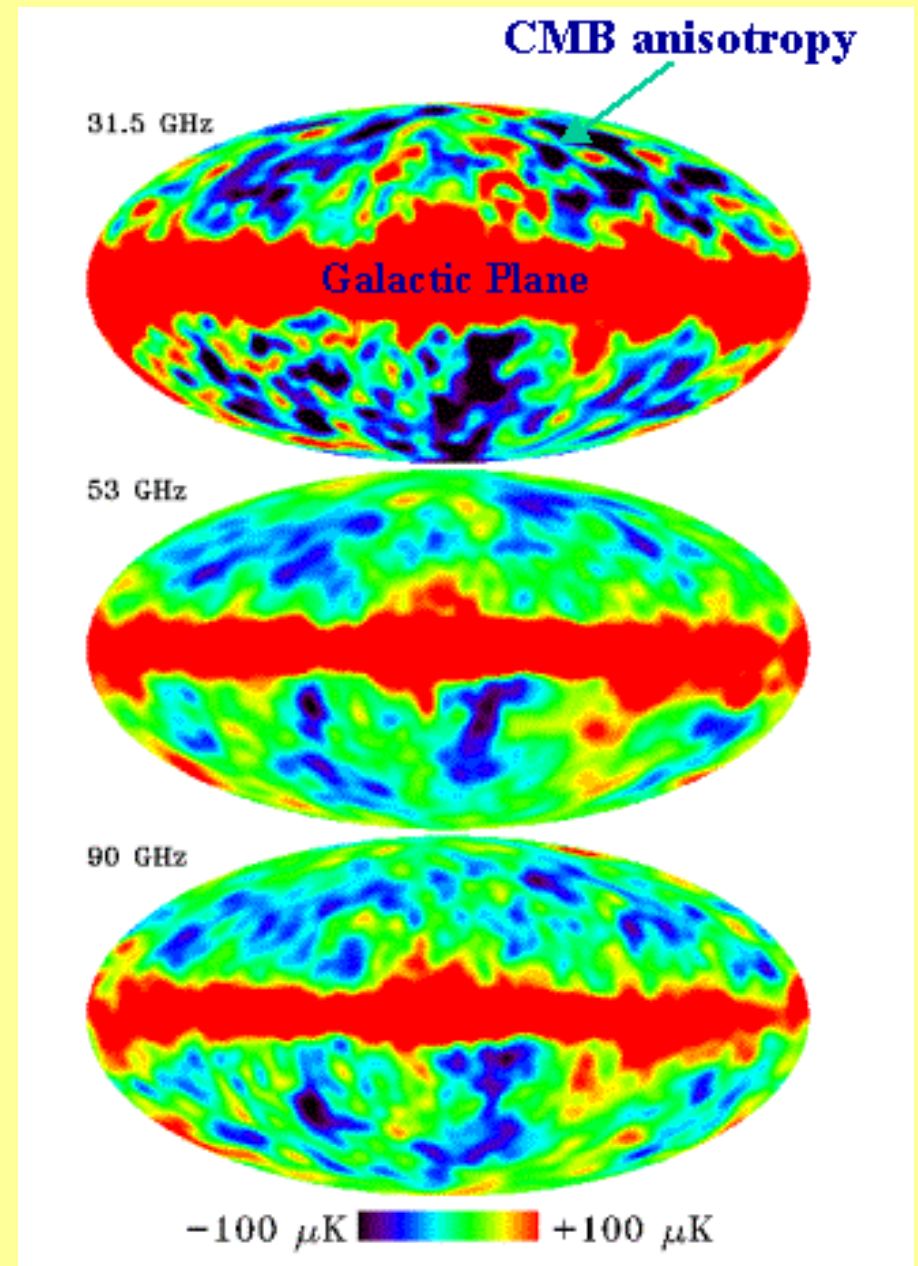 CMB anisotropy
31.5 GHz
Galactic Plane
53 GHz
90 GHz
−100 μK +100 μK